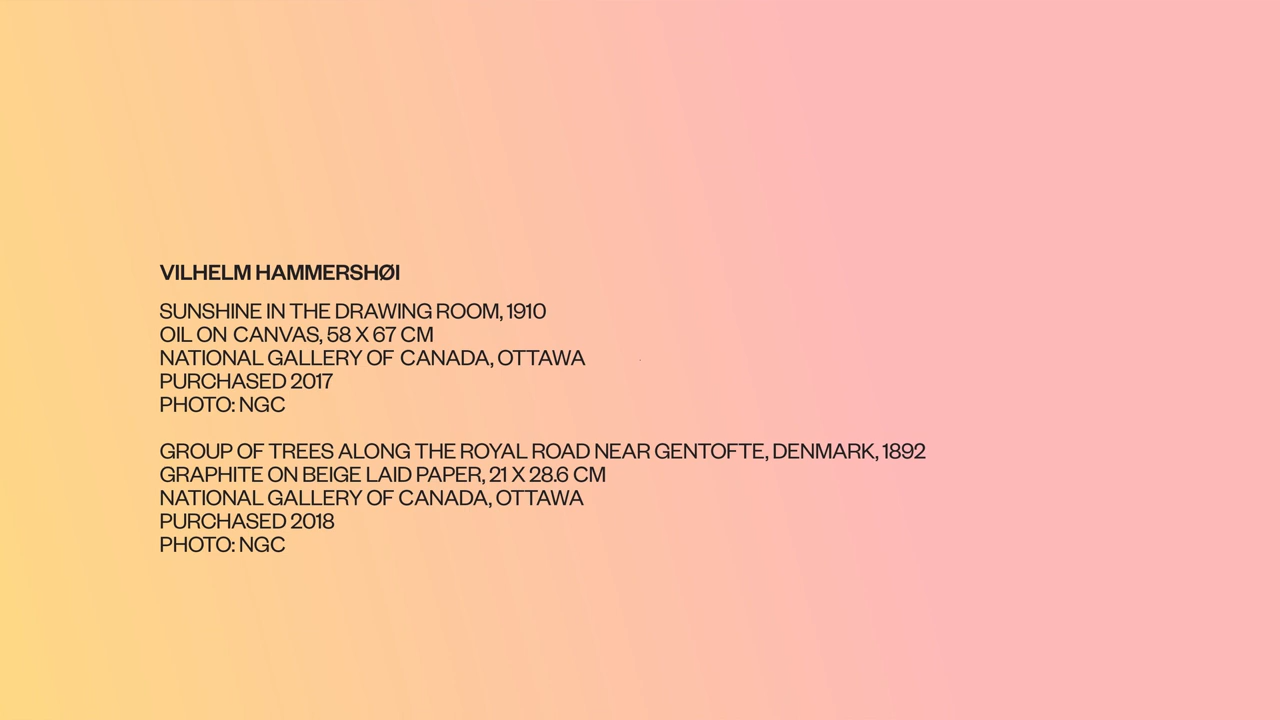 VILHELM HAMMERSHØI
SUNSHINE IN THE DRAWING ROOM, 1910
OIL ON CANVAS, 58 X 67 CM
NATIONAL GALLERY OF CANADA, OTTAWA
PURCHASED 2017
PHOTO: NGC
GROUP OF TREES ALONG THE ROYAL ROAD NEAR GENTOFTE, DENMARK, 1892
GRAPHITE ON BEIGE LAID PAPER, 21 X 28.6 CM
NATIONAL GALLERY OF CANADA, OTTAWA
PURCHASED 2018
PHOTO: NGC